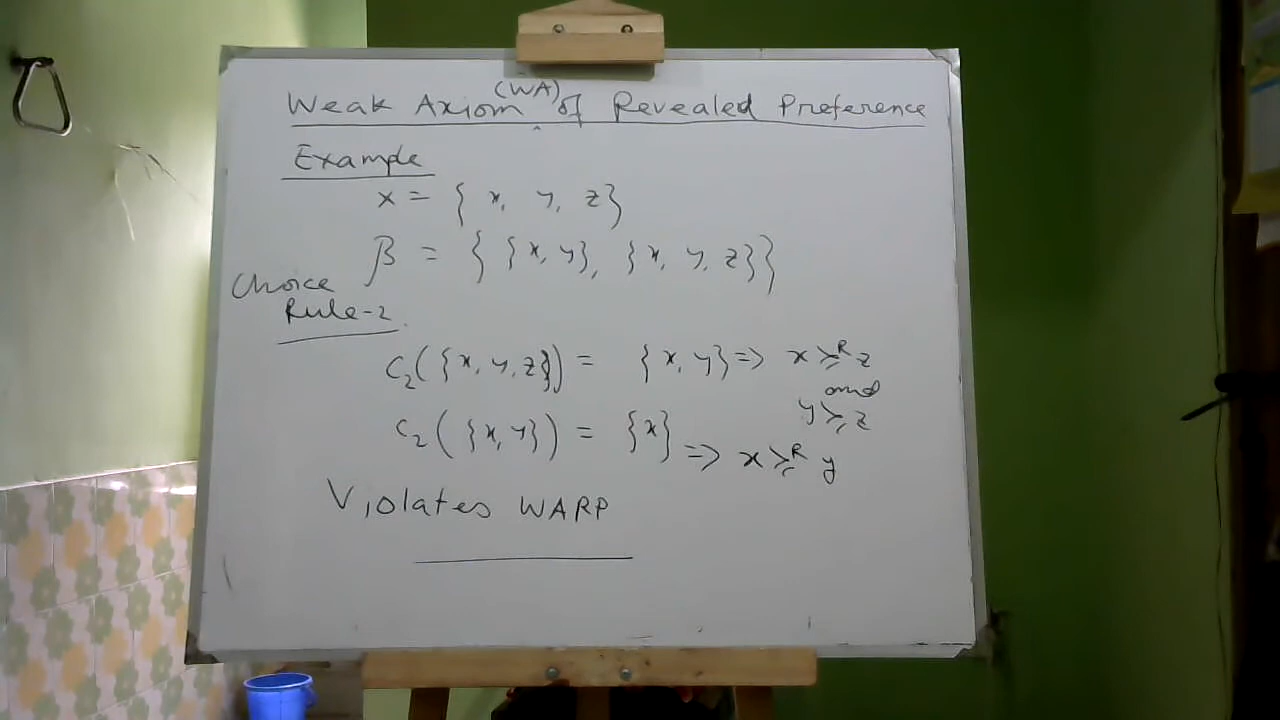 Weak Axiom (WA) of Revealed Preference
Example
X = { x, y, z}
β = { {x, y}, {x, y, z}}
Choice
Rule-2
C₂({x, y, z}) = {x, y} => x ≽ᴿ z
and
y ≽ z
C₂({x, y}) = {x} => x ≽ᴿ y
Violates WARP